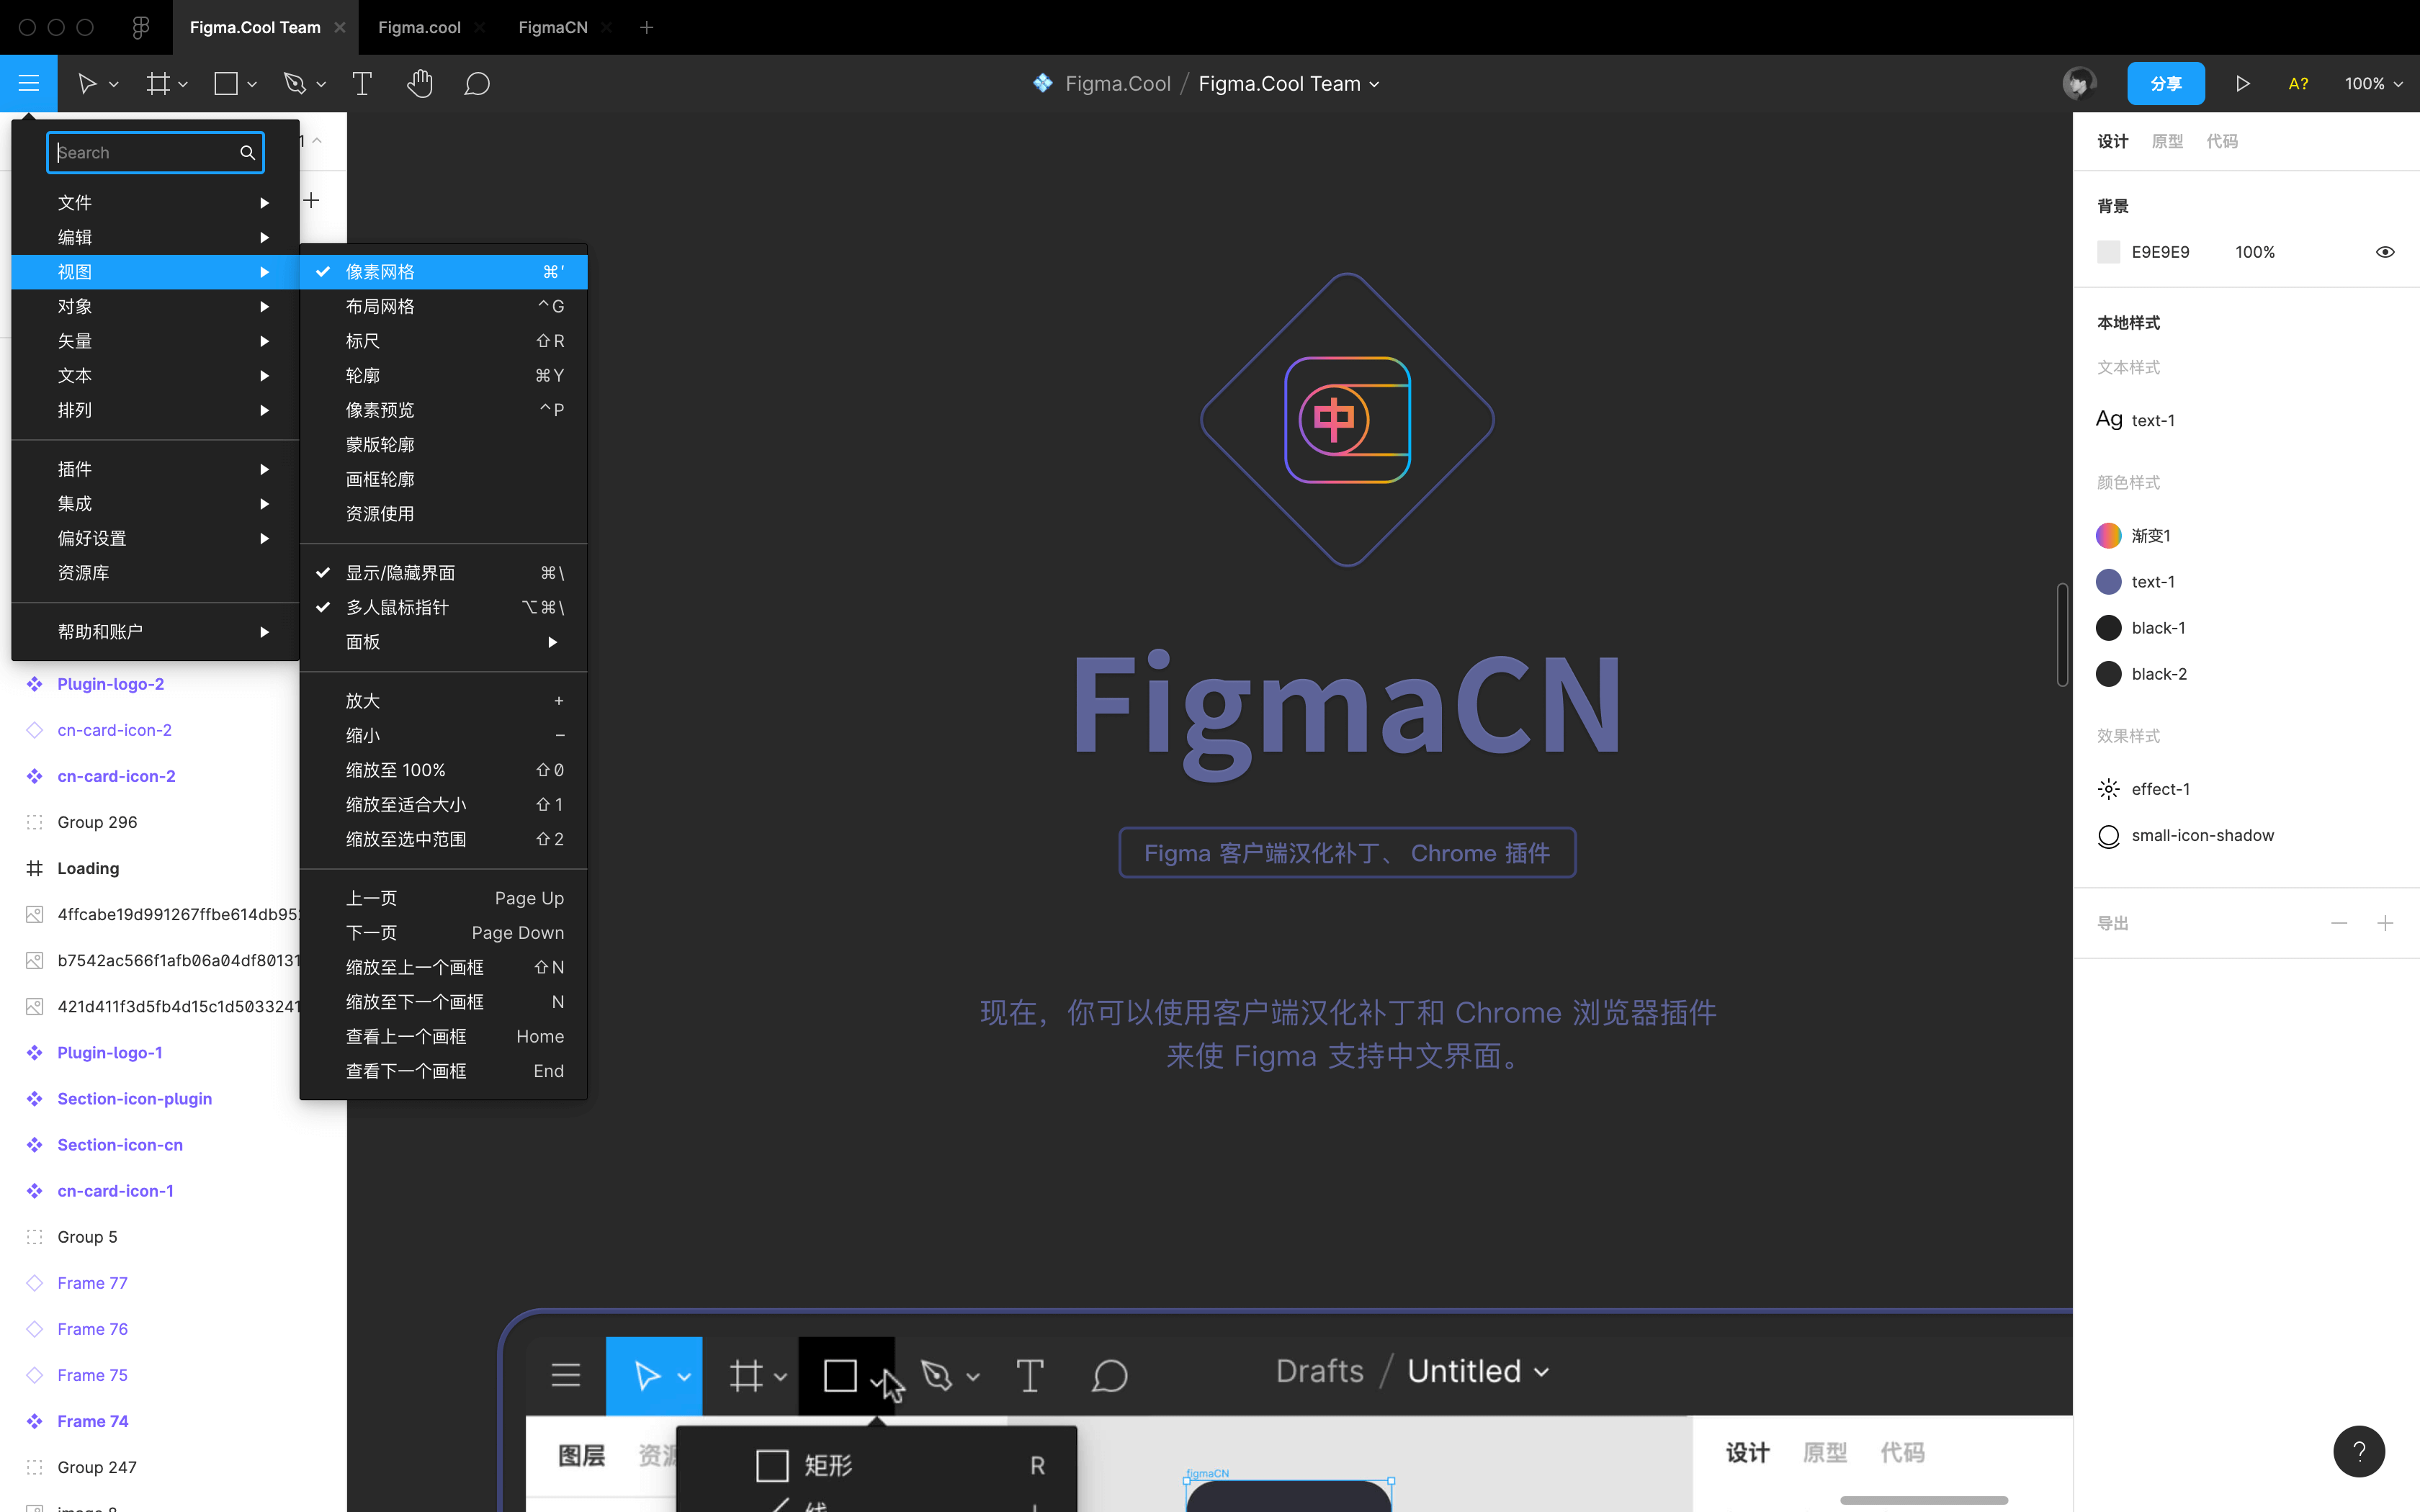 Figma.Cool Team
Figma.cool
FigmaCN
Figma.Cool / Figma.Cool Team
分享
A?
100%
Search
文件
编辑
视图
对象
矢量
文本
排列
插件
集成
偏好设置
资源库
帮助和账户
像素网格 ⌘'
布局网格 ^G
标尺 ⇧R
轮廓 ⌘Y
像素预览 ^P
蒙版轮廓
画框轮廓
资源使用
显示/隐藏界面 ⌘\
多人鼠标指针 ⌥⌘\
面板
放大 +
缩小 −
缩放至 100% ⇧0
缩放至适合大小 ⇧1
缩放至选中范围 ⇧2
上一页 Page Up
下一页 Page Down
缩放至上一个画框 ⇧N
缩放至下一个画框 N
查看上一个画框 Home
查看下一个画框 End
Plugin-logo-2
cn-card-icon-2
cn-card-icon-2
Group 296
Loading
4ffcabe19d991267ffbe614db95
b7542ac566f1afb06a04df80131
421d411f3d5fb4d15c1d5033241
Plugin-logo-1
Section-icon-plugin
Section-icon-cn
cn-card-icon-1
Group 5
Frame 77
Frame 76
Frame 75
Frame 74
Group 247
中
FigmaCN
Figma 客户端汉化补丁、 Chrome 插件
现在，你可以使用客户端汉化补丁和 Chrome 浏览器插件
来使 Figma 支持中文界面。
Drafts / Untitled
图层 资源
矩形 R
figmaCN
设计 原型 代码
设计 原型 代码
背景
E9E9E9 100%
本地样式
文本样式
Ag text-1
颜色样式
渐变1
text-1
black-1
black-2
效果样式
effect-1
small-icon-shadow
导出
?